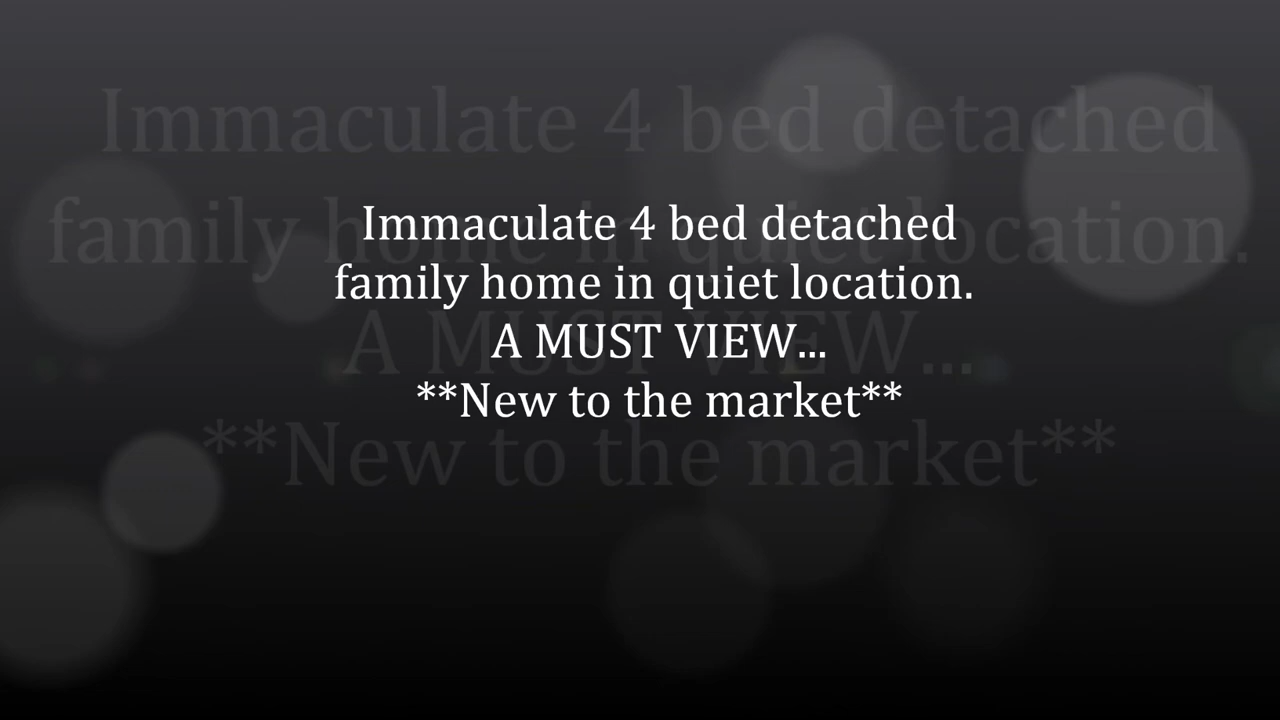 Immaculate 4 bed detached
family home in quiet location.
A MUST VIEW...
**New to the market**